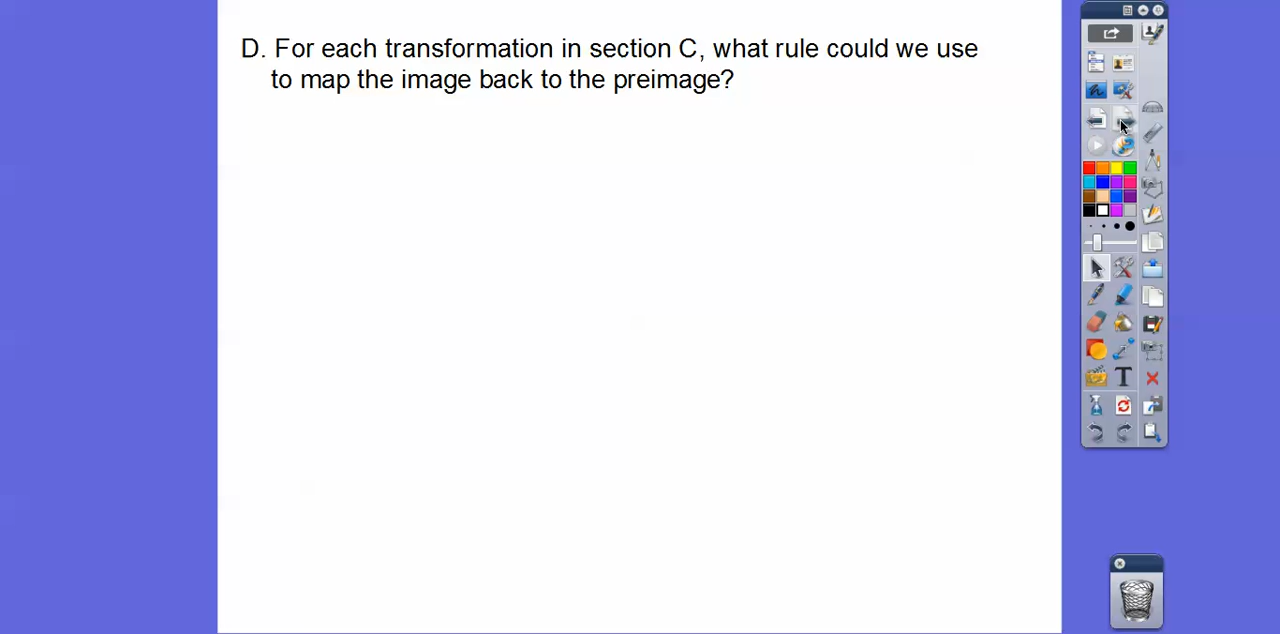 D. For each transformation in section C, what rule could we use
to map the image back to the preimage?
T